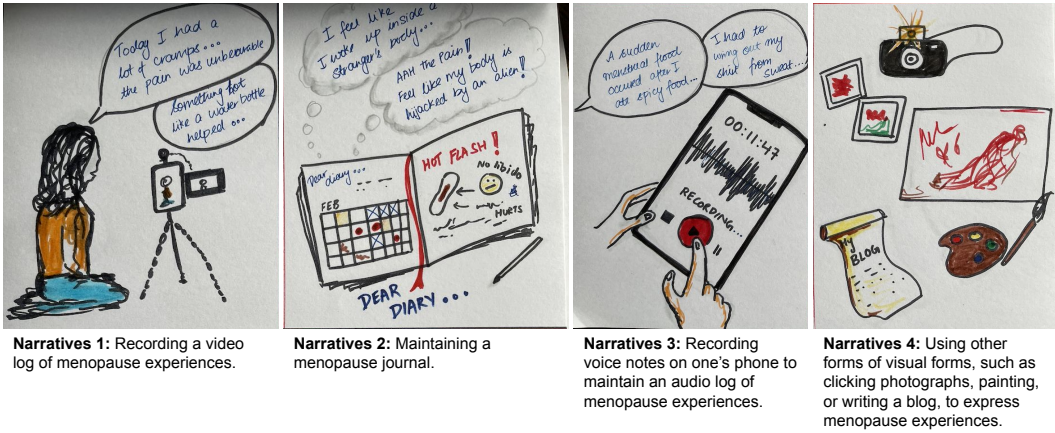 Today I had a
lot of cramps...
the pain was unbearable
something hot
like a water bottle
helped...
I feel like
I woke up inside a
stranger's body...
AAH the Pain!!
Feel like my body is
hijacked by an alien!!
Dear diary...
FEB
HOT FLASH!
No libido
HURTS
DEAR
DIARY...
A sudden
menstrual flood
occured after I
ate spicy food...
I had to
wring out my
shirt from
sweat...
00:11:47
RECORDING...
My
BLOG
Narratives 1: Recording a video
log of menopause experiences.
Narratives 2: Maintaining a
menopause journal.
Narratives 3: Recording
voice notes on one's phone to
maintain an audio log of
menopause experiences.
Narratives 4: Using other
forms of visual forms, such as
clicking photographs, painting,
or writing a blog, to express
menopause experiences.